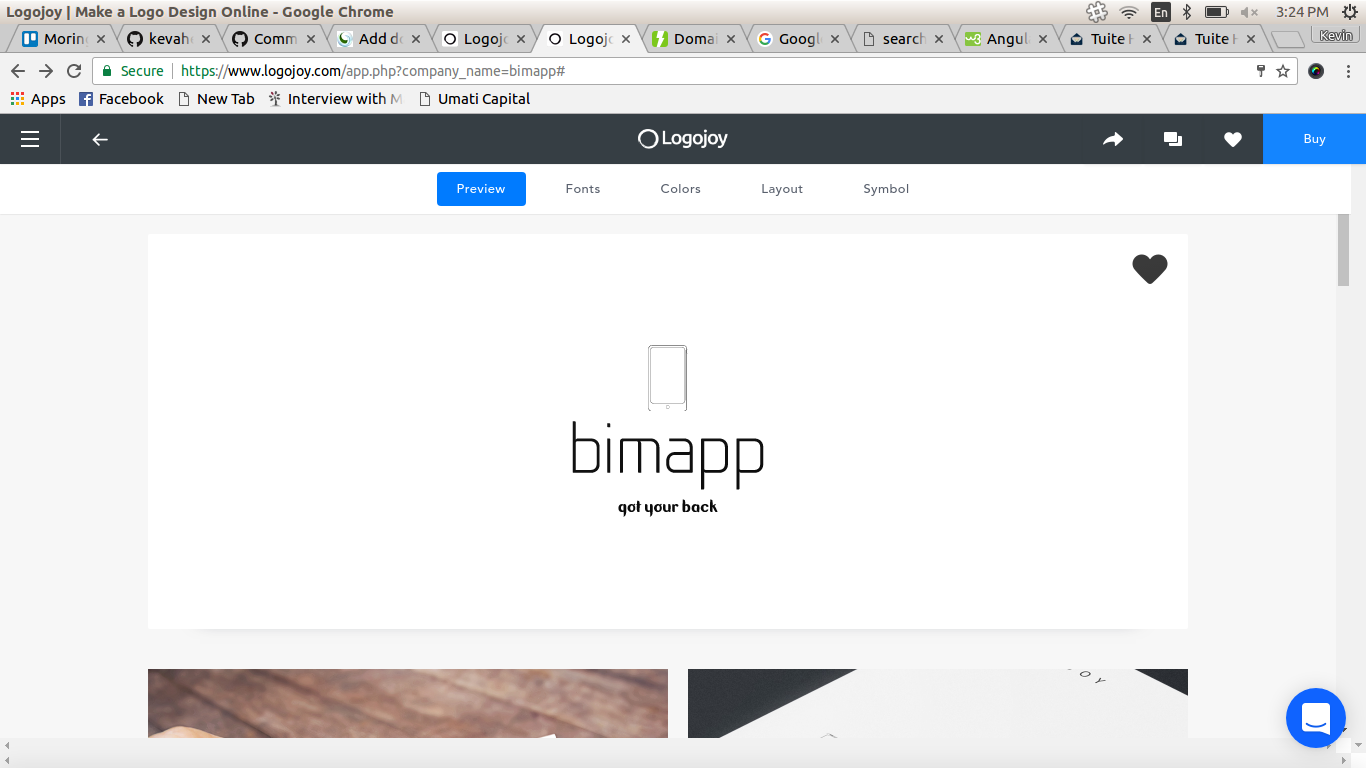 Logojoy | Make a Logo Design Online - Google Chrome
En
3:24 PM
Morin
kevah
Comm
Add d
Logoj
Logoj
Doma
Googl
search
Angul
Tuite
Tuite
Kevin
Secure
https://www.logojoy.com/app.php?company_name=bimapp#
Apps
Facebook
New Tab
Interview with M
Umati Capital
Logojoy
Buy
Preview
Fonts
Colors
Layout
Symbol
bimapp
got your back
O Y